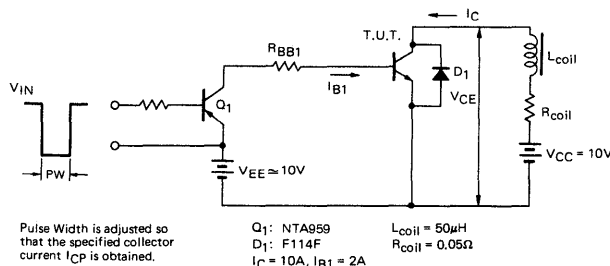 I_C
T.U.T.
R_BB1
L_coil
V_IN
I_B1
D_1
Q_1
V_CE
R_coil
V_EE≃10V
V_CC = 10V
PW
Pulse Width is adjusted so
that the specified collector
current I_CP is obtained.
Q_1: NTA959
D_1: F114F
I_C = 10A, I_B1 = 2A
L_coil = 50μH
R_coil = 0.05Ω